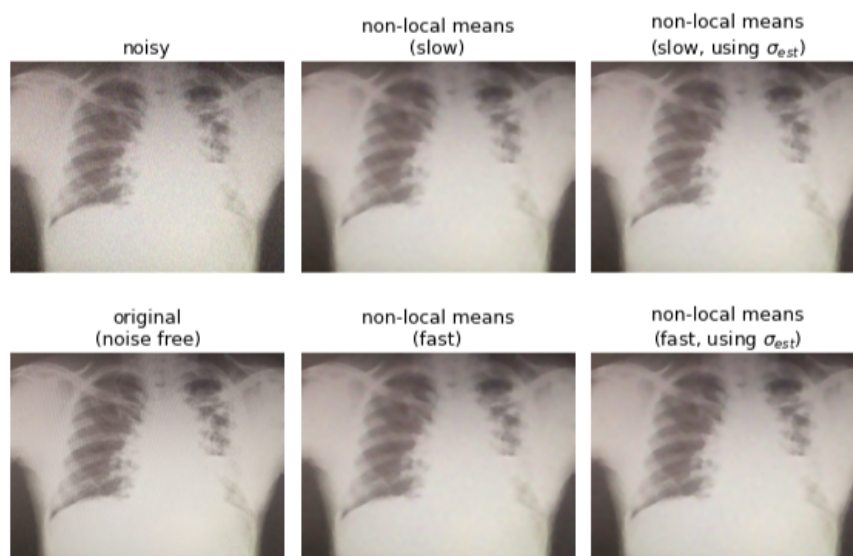 noisy
non-local means
(slow)
non-local means
(slow, using σest)
original
(noise free)
non-local means
(fast)
non-local means
(fast, using σest)